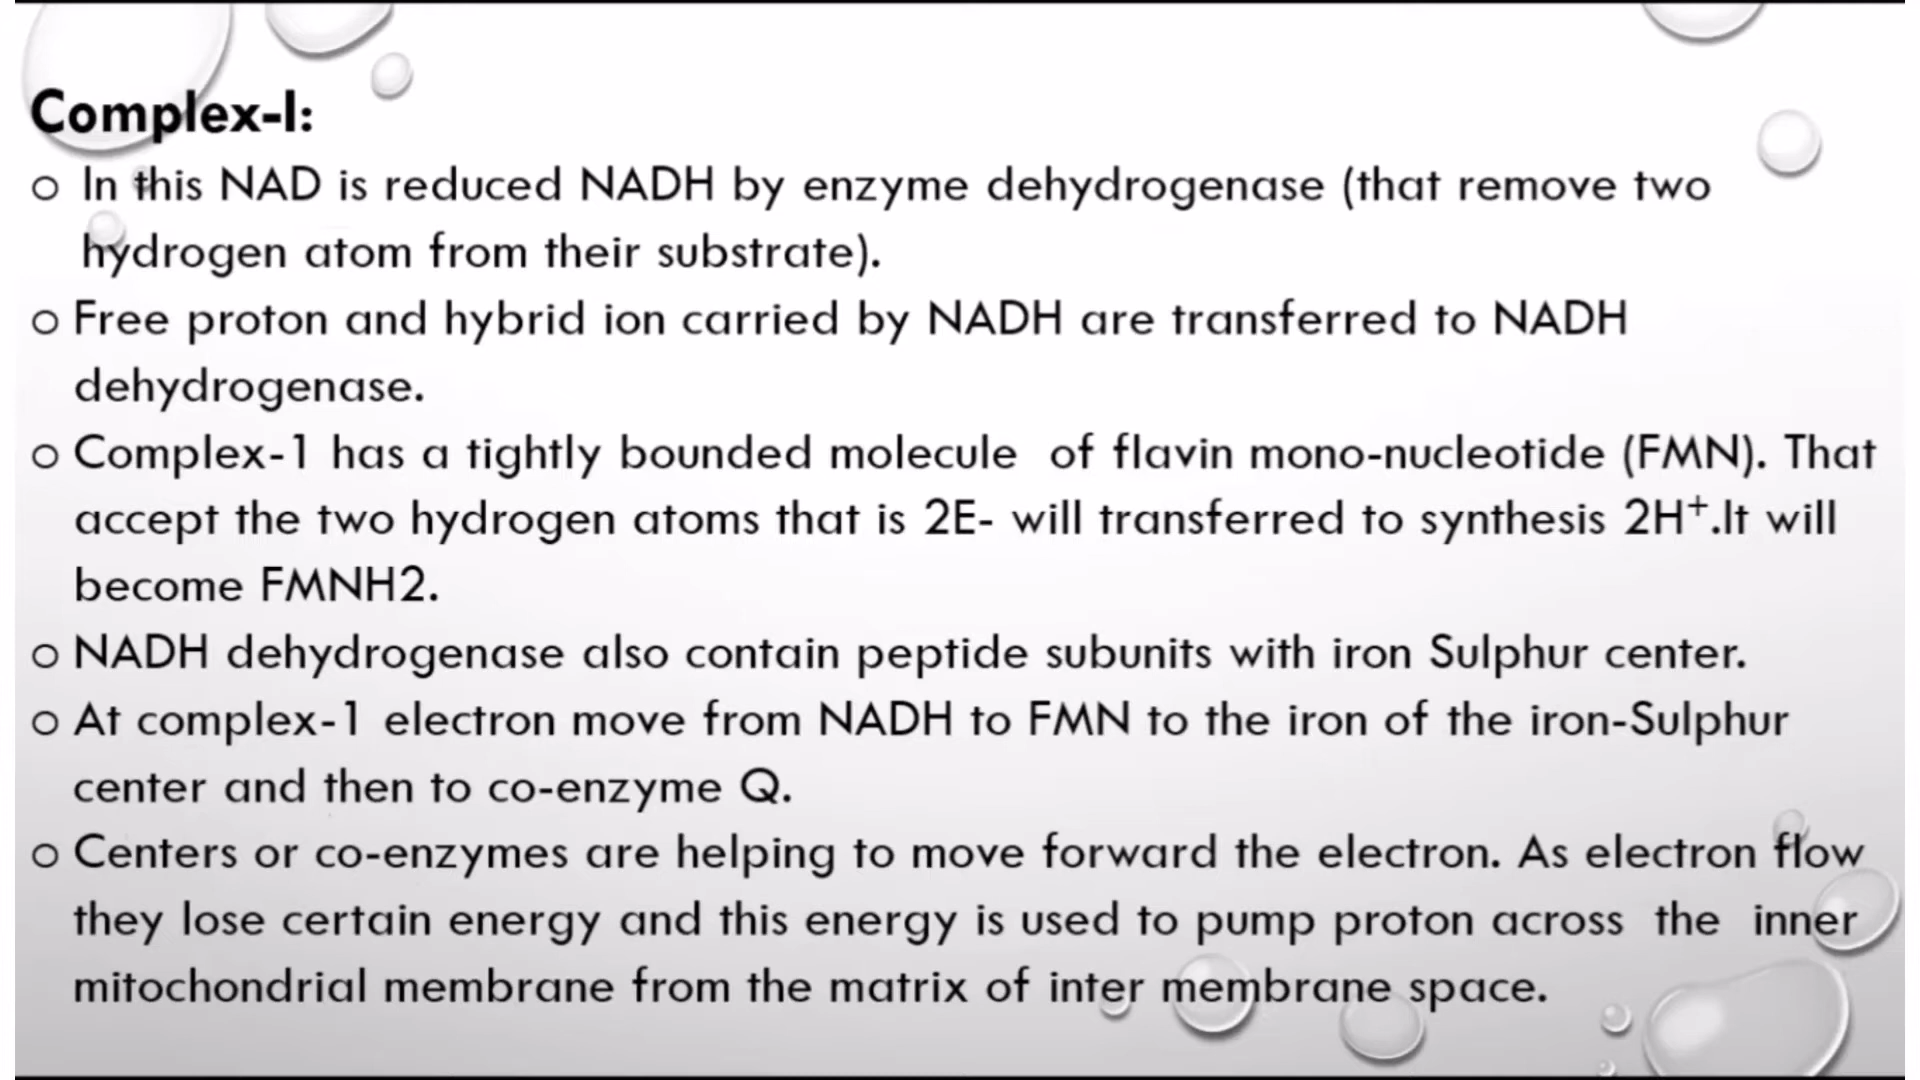 Complex-I:
o In this NAD is reduced NADH by enzyme dehydrogenase (that remove two
hydrogen atom from their substrate).
o Free proton and hybrid ion carried by NADH are transferred to NADH
dehydrogenase.
o Complex-1 has a tightly bounded molecule of flavin mono-nucleotide (FMN). That
accept the two hydrogen atoms that is 2E- will transferred to synthesis 2H⁺.It will
become FMNH2.
o NADH dehydrogenase also contain peptide subunits with iron Sulphur center.
o At complex-1 electron move from NADH to FMN to the iron of the iron-Sulphur
center and then to co-enzyme Q.
o Centers or co-enzymes are helping to move forward the electron. As electron flow
they lose certain energy and this energy is used to pump proton across the inner
mitochondrial membrane from the matrix of inter membrane space.